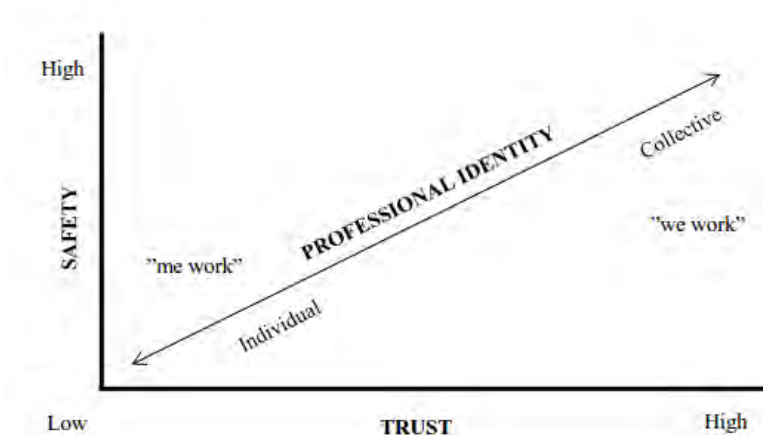 High
PROFESSIONAL IDENTITY
Collective
SAFETY
”we work”
”me work”
Individual
Low
TRUST
High